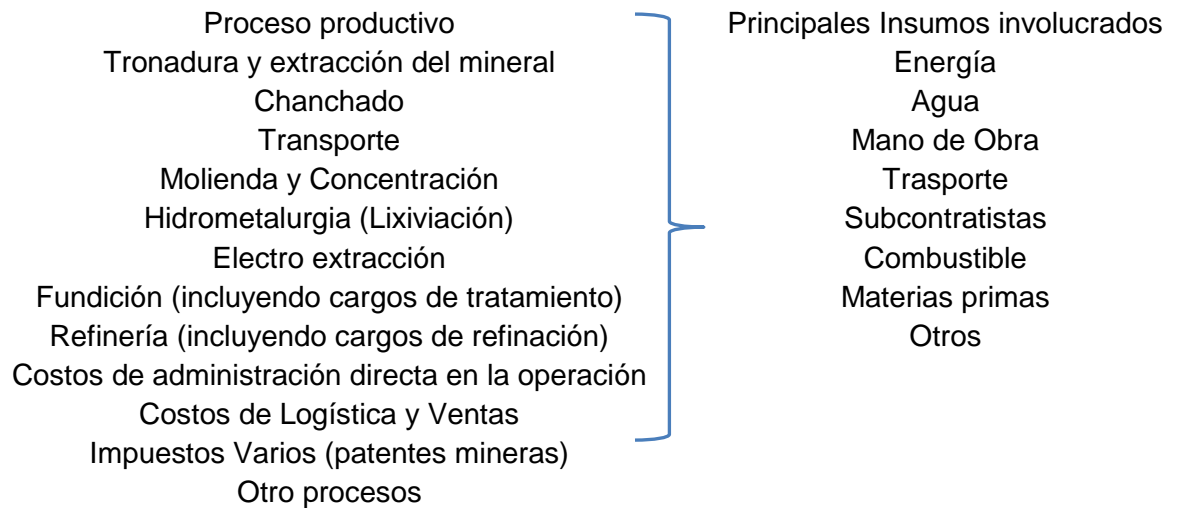 Proceso productivo
Tronadura y extracción del mineral
Chanchado
Transporte
Molienda y Concentración
Hidrometalurgia (Lixiviación)
Electro extracción
Fundición (incluyendo cargos de tratamiento)
Refinería (incluyendo cargos de refinación)
Costos de administración directa en la operación
Costos de Logística y Ventas
Impuestos Varios (patentes mineras)
Otro procesos
Principales Insumos involucrados
Energía
Agua
Mano de Obra
Trasporte
Subcontratistas
Combustible
Materias primas
Otros